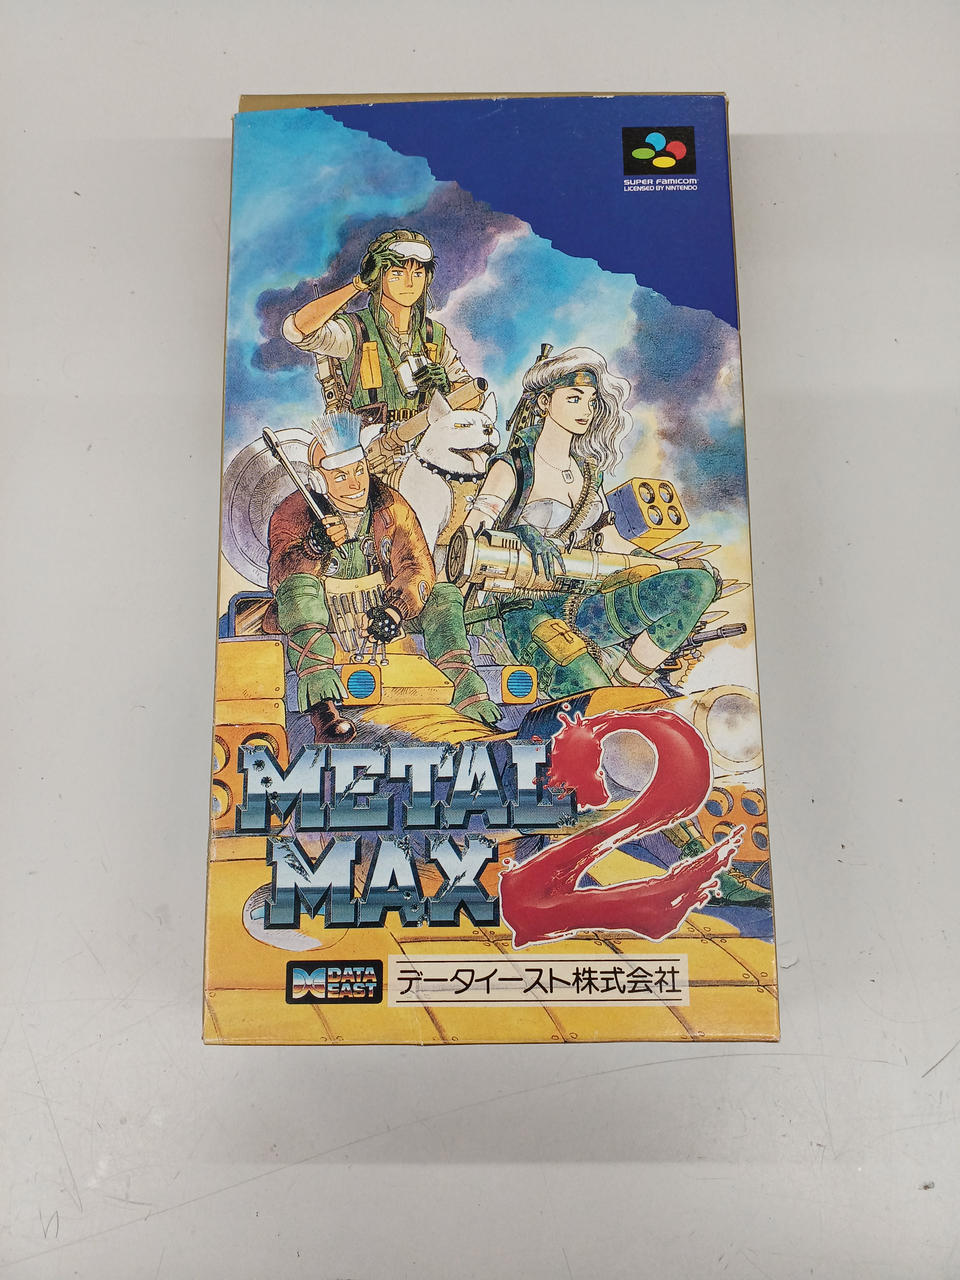 SUPER FAMICOM
LICENSED BY NINTENDO
METAL
MAX 2
DATA
EAST
データイースト株式会社